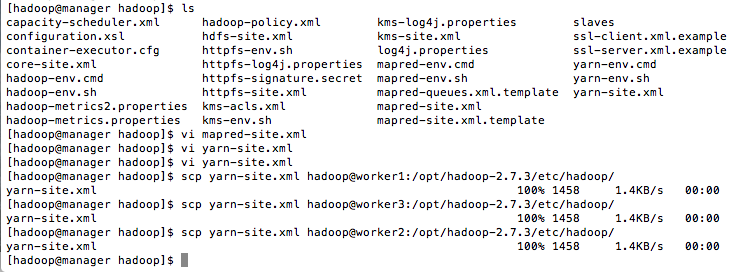 [hadoop@manager hadoop]$ ls
capacity-scheduler.xml hadoop-policy.xml kms-log4j.properties slaves
configuration.xsl hdfs-site.xml kms-site.xml ssl-client.xml.example
container-executor.cfg httpfs-env.sh log4j.properties ssl-server.xml.example
core-site.xml httpfs-log4j.properties mapred-env.cmd yarn-env.cmd
hadoop-env.cmd httpfs-signature.secret mapred-env.sh yarn-env.sh
hadoop-env.sh httpfs-site.xml mapred-queues.xml.template yarn-site.xml
hadoop-metrics2.properties kms-acls.xml mapred-site.xml
hadoop-metrics.properties kms-env.sh mapred-site.xml.template
[hadoop@manager hadoop]$ vi mapred-site.xml
[hadoop@manager hadoop]$ vi yarn-site.xml
[hadoop@manager hadoop]$ vi yarn-site.xml
[hadoop@manager hadoop]$ scp yarn-site.xml hadoop@worker1:/opt/hadoop-2.7.3/etc/hadoop/
yarn-site.xml 100% 1458 1.4KB/s 00:00
[hadoop@manager hadoop]$ scp yarn-site.xml hadoop@worker3:/opt/hadoop-2.7.3/etc/hadoop/
yarn-site.xml 100% 1458 1.4KB/s 00:00
[hadoop@manager hadoop]$ scp yarn-site.xml hadoop@worker2:/opt/hadoop-2.7.3/etc/hadoop/
yarn-site.xml 100% 1458 1.4KB/s 00:00
[hadoop@manager hadoop]$